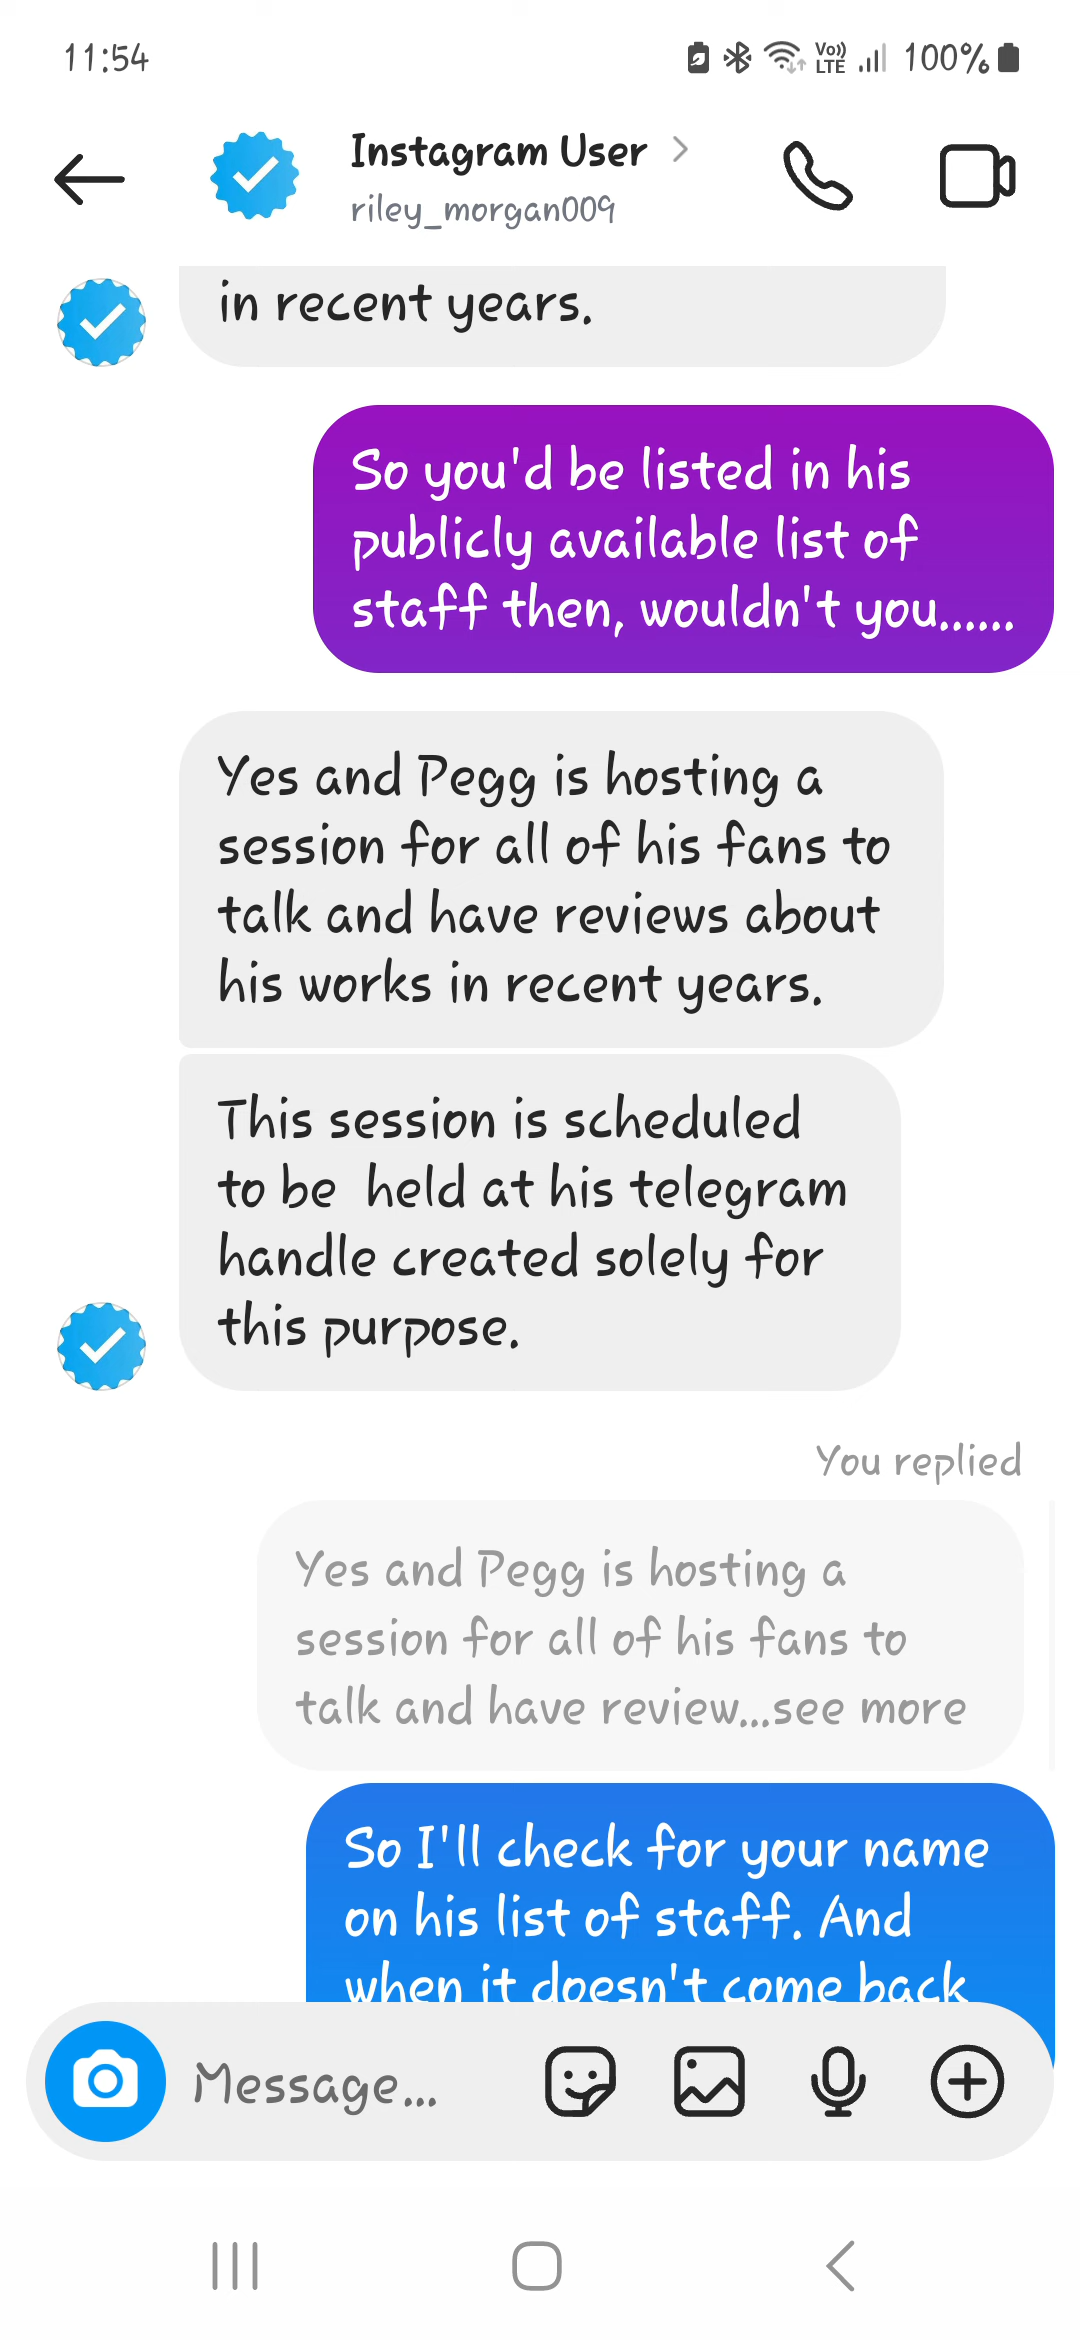 11:54
Vo))
LTE
100%
Instagram User
riley_morgan009
in recent years.
So you'd be listed in his
publicly available list of
staff then, wouldn't you......
Yes and Pegg is hosting a
session for all of his fans to
talk and have reviews about
his works in recent years.
This session is scheduled
to be  held at his telegram
handle created solely for
this purpose.
You replied
Yes and Pegg is hosting a
session for all of his fans to
talk and have review...see more
So I'll check for your name
on his list of staff. And
when it doesn't come back
Message...